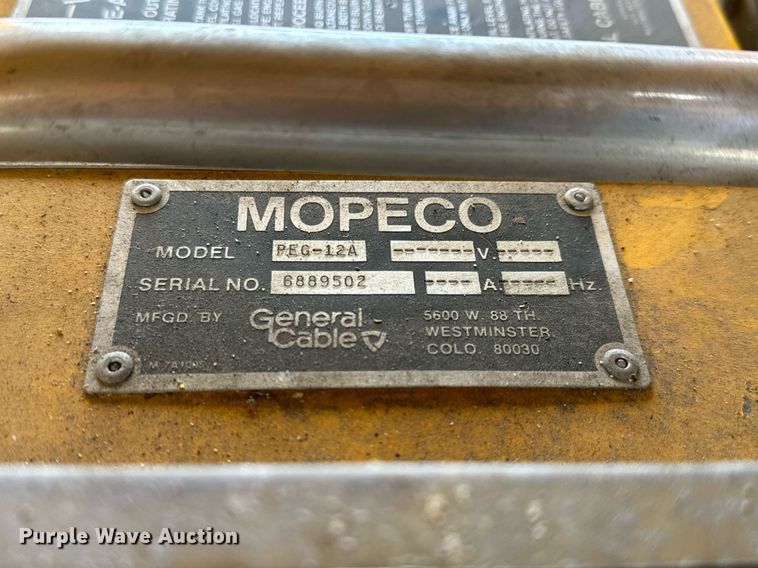 MOPECO
MODEL PEG-12A ------- V. -----
SERIAL NO. 6889502 ---- A. ----- Hz
MFGD. BY General Cable 5600 W. 88 TH.
WESTMINSTER
COLO. 80030
Purple Wave Auction